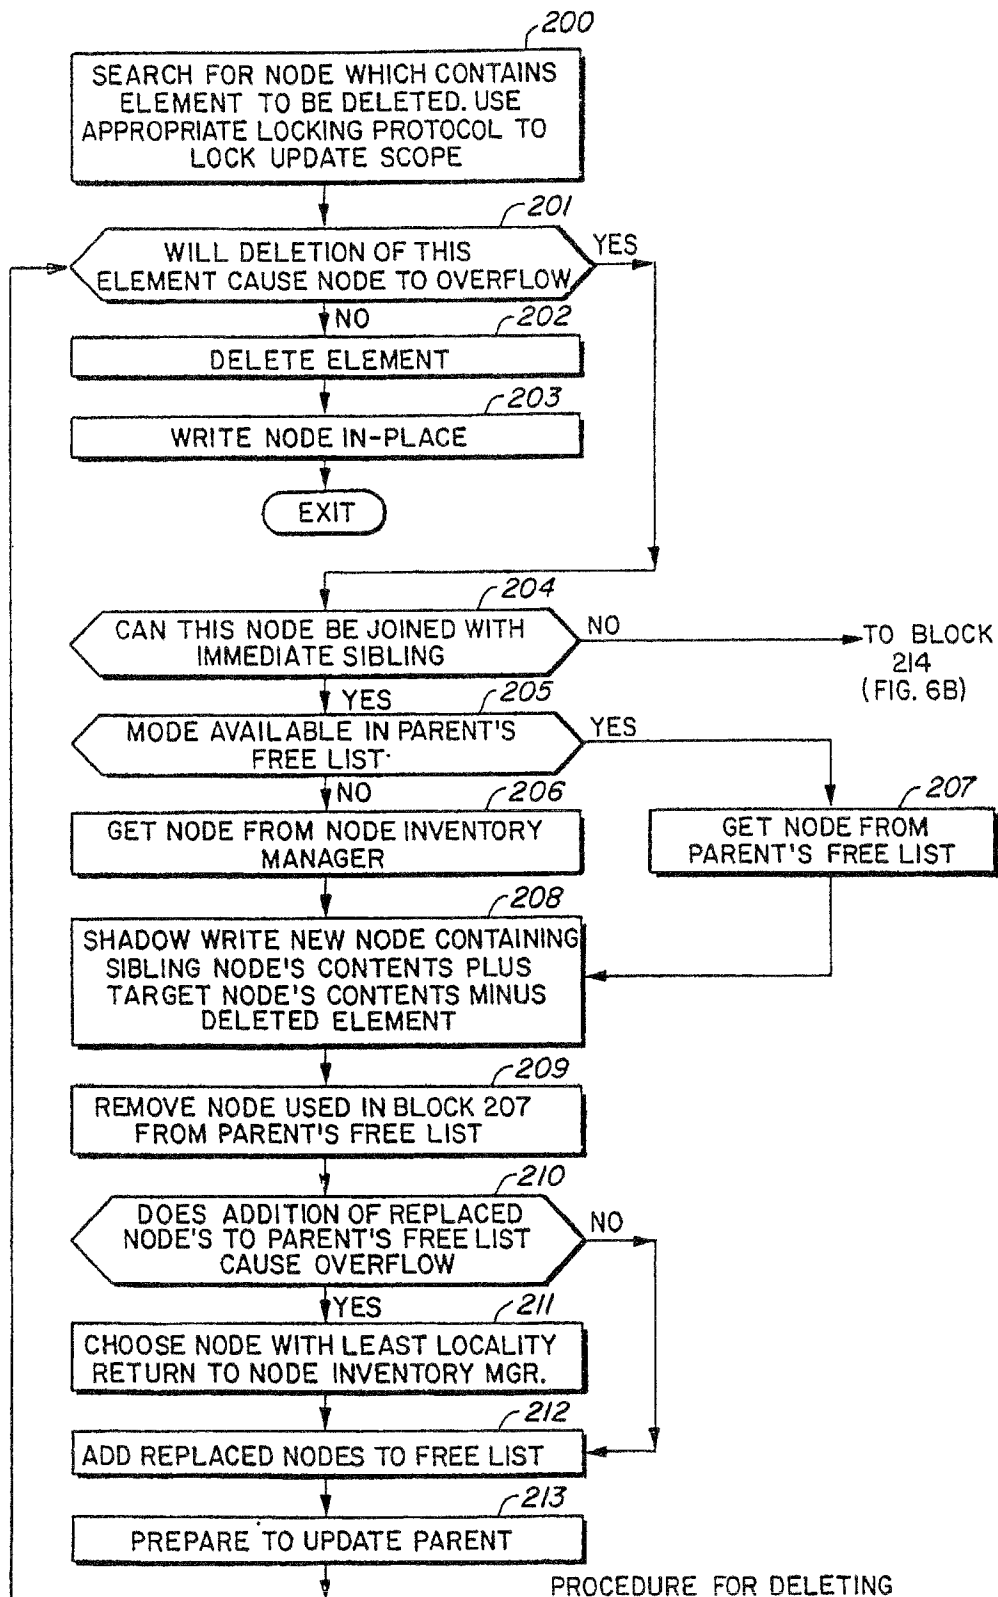 200
SEARCH FOR NODE WHICH CONTAINS
ELEMENT TO BE DELETED. USE
APPROPRIATE LOCKING PROTOCOL TO
LOCK UPDATE SCOPE
201
WILL DELETION OF THIS
ELEMENT CAUSE NODE TO OVERFLOW
YES
NO
202
DELETE ELEMENT
203
WRITE NODE IN-PLACE
EXIT
204
CAN THIS NODE BE JOINED WITH
IMMEDIATE SIBLING
NO
TO BLOCK
214
(FIG. 6B)
YES
205
MODE AVAILABLE IN PARENT'S
FREE LIST.
YES
NO
206
GET NODE FROM NODE INVENTORY
MANAGER
207
GET NODE FROM
PARENT'S FREE LIST
208
SHADOW WRITE NEW NODE CONTAINING
SIBLING NODE'S CONTENTS PLUS
TARGET NODE'S CONTENTS MINUS
DELETED ELEMENT
209
REMOVE NODE USED IN BLOCK 207
FROM PARENT'S FREE LIST
210
DOES ADDITION OF REPLACED
NODE'S TO PARENT'S FREE LIST
CAUSE OVERFLOW
NO
YES
211
CHOOSE NODE WITH LEAST LOCALITY
RETURN TO NODE INVENTORY MGR.
212
ADD REPLACED NODES TO FREE LIST
213
PREPARE TO UPDATE PARENT
PROCEDURE FOR DELETING